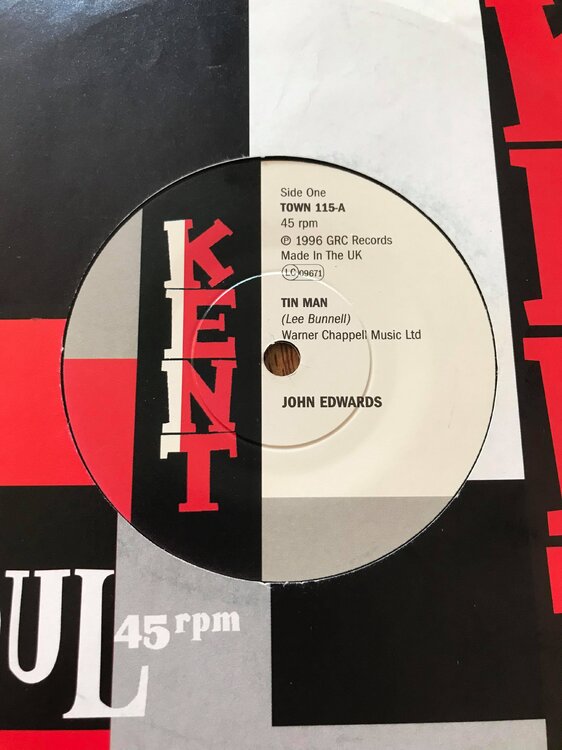 KENT
Side One
TOWN 115-A
45 rpm
℗ 1996 GRC Records
Made In The UK
LC 09671
TIN MAN
(Lee Bunnell)
Warner Chappell Music Ltd
JOHN EDWARDS
OUL
45 rpm